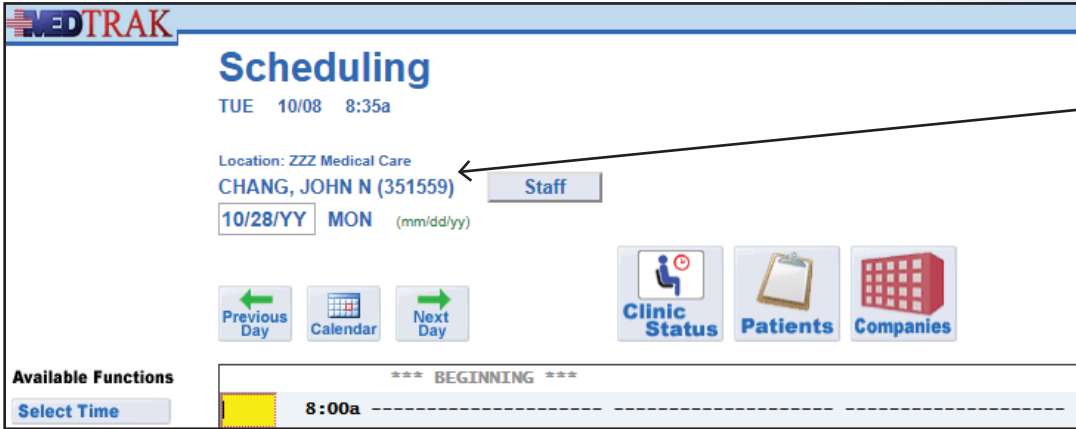 MEDTRAK
Scheduling
TUE 10/08 8:35a
Location: ZZZ Medical Care
CHANG, JOHN N (351559) Staff
10/28/YY MON (mm/dd/yy)
Previous Day
Calendar
Next Day
Clinic Status
Patients
Companies
Available Functions
*** BEGINNING ***
Select Time
8:00a --------------------- -------------------- --------------------